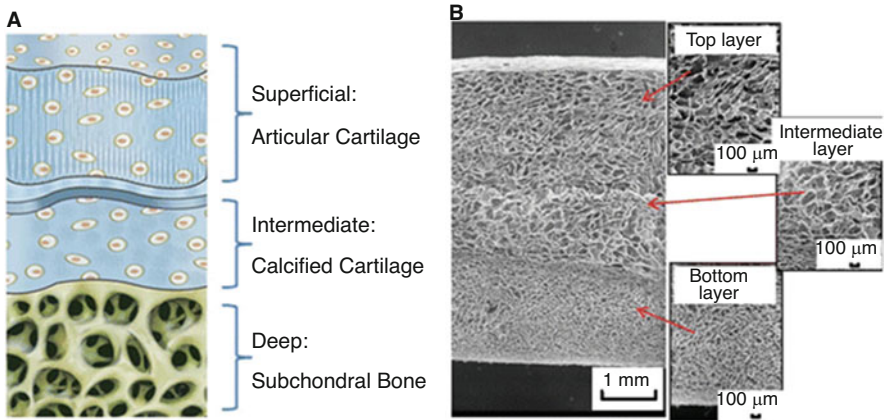 A
Superficial:
Articular Cartilage
Intermediate:
Calcified Cartilage
Deep:
Subchondral Bone
B
Top layer
100 μm
Intermediate
layer
100 μm
Bottom
layer
100 μm
1 mm